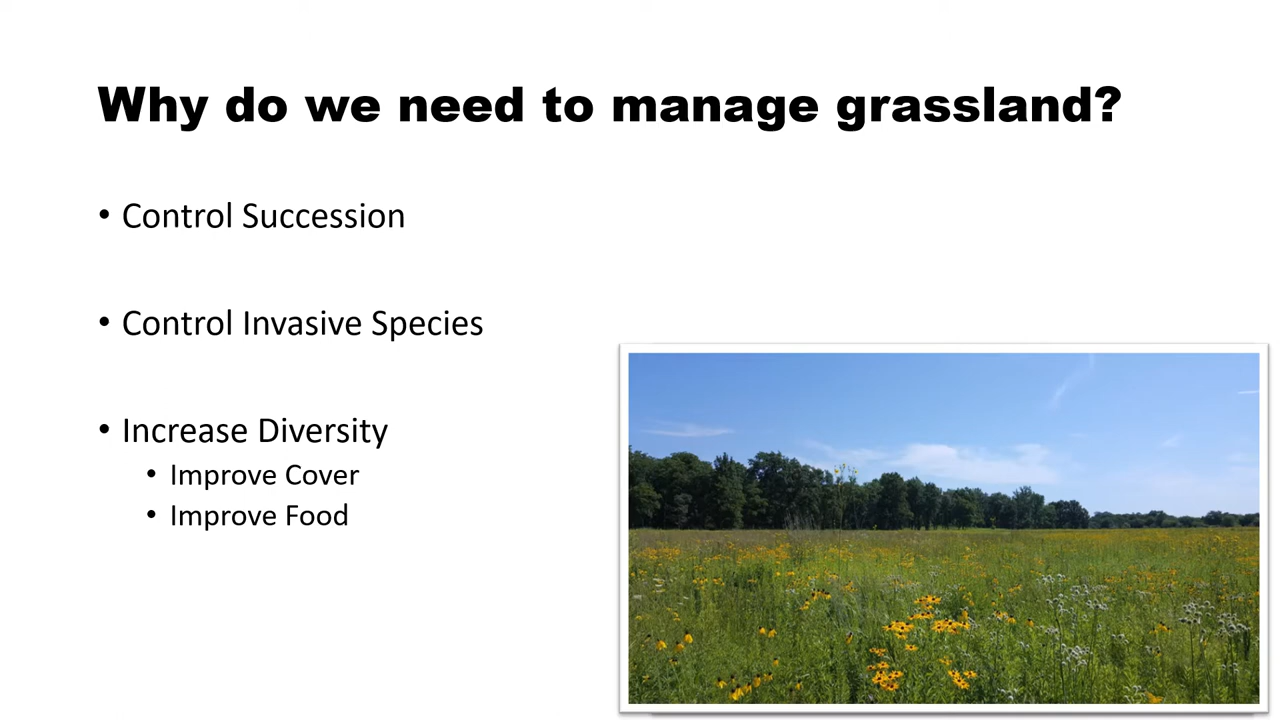 Why do we need to manage grassland?
• Control Succession
• Control Invasive Species
• Increase Diversity
• Improve Cover
• Improve Food